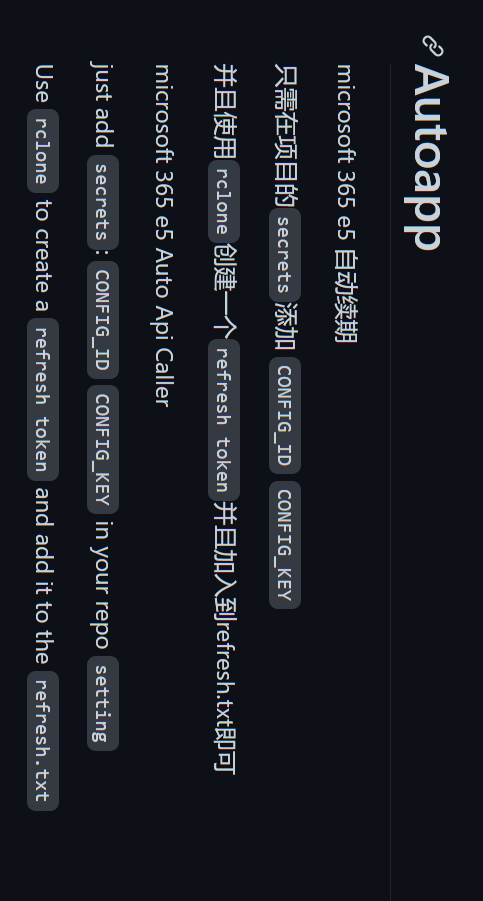 Autoapp
microsoft 365 e5 自动续期
只需在项目的 secrets 添加 CONFIG_ID CONFIG_KEY
并且使用 rclone 创建一个 refresh token 并且加入到refresh.txt即可
microsoft 365 e5 Auto Api Caller
just add secrets : CONFIG_ID CONFIG_KEY in your repo setting
Use rclone to create a refresh token and add it to the refresh.txt